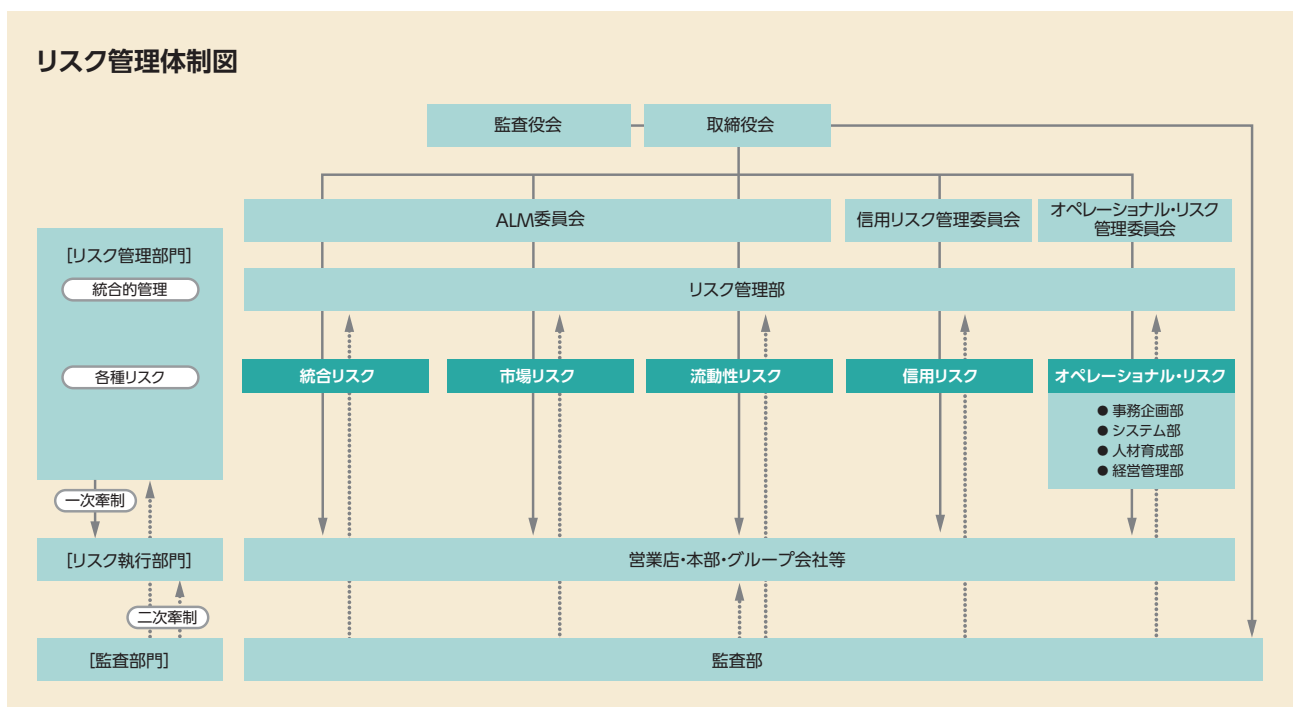 リスク管理体制図
監査役会
取締役会
ALM委員会
信用リスク管理委員会
オペレーショナル・リスク
管理委員会
[リスク管理部門]
統合的管理
リスク管理部
各種リスク
統合リスク
市場リスク
流動性リスク
信用リスク
オペレーショナル・リスク
● 事務企画部
● システム部
● 人材育成部
● 経営管理部
一次牽制
[リスク執行部門]
営業店・本部・グループ会社等
二次牽制
[監査部門]
監査部